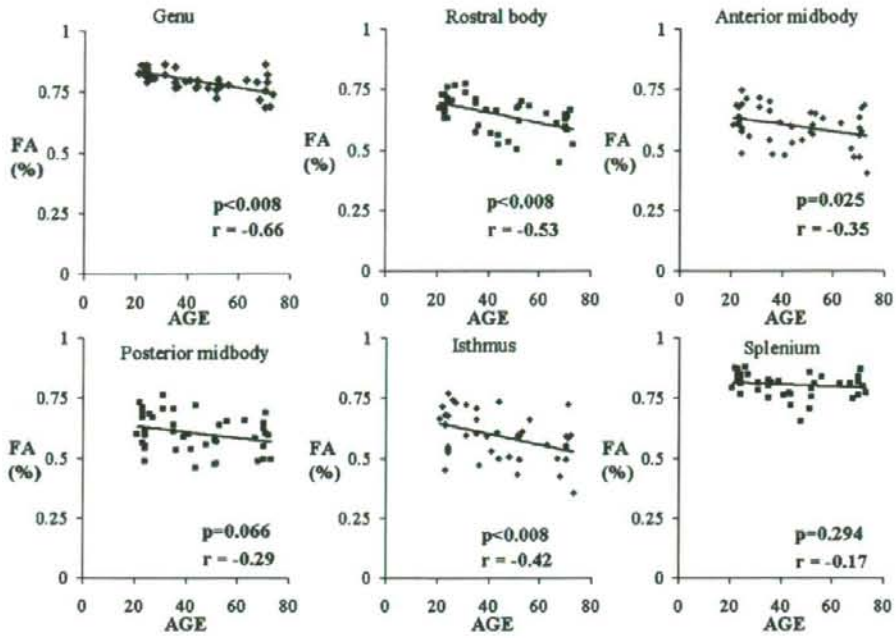 Genu
1
0.75
FA
(%)
0.5
0.25
p<0.008
r = -0.66
0
0 20 40 60 80
AGE
Rostral body
1
0.75
FA
(%)
0.5
0.25
p<0.008
r = -0.53
0
0 20 40 60 80
AGE
Anterior midbody
1
0.75
FA
(%)
0.5
0.25
p=0.025
r = -0.35
0
0 20 40 60 80
AGE
Posterior midbody
1
0.75
FA
(%)
0.5
0.25
p=0.066
r = -0.29
0
0 20 40 60 80
AGE
Isthmus
1
0.75
FA
(%)
0.5
0.25
p<0.008
r = -0.42
0
0 20 40 60 80
AGE
Splenium
1
0.75
FA
(%)
0.5
0.25
p=0.294
r = -0.17
0
0 20 40 60 80
AGE